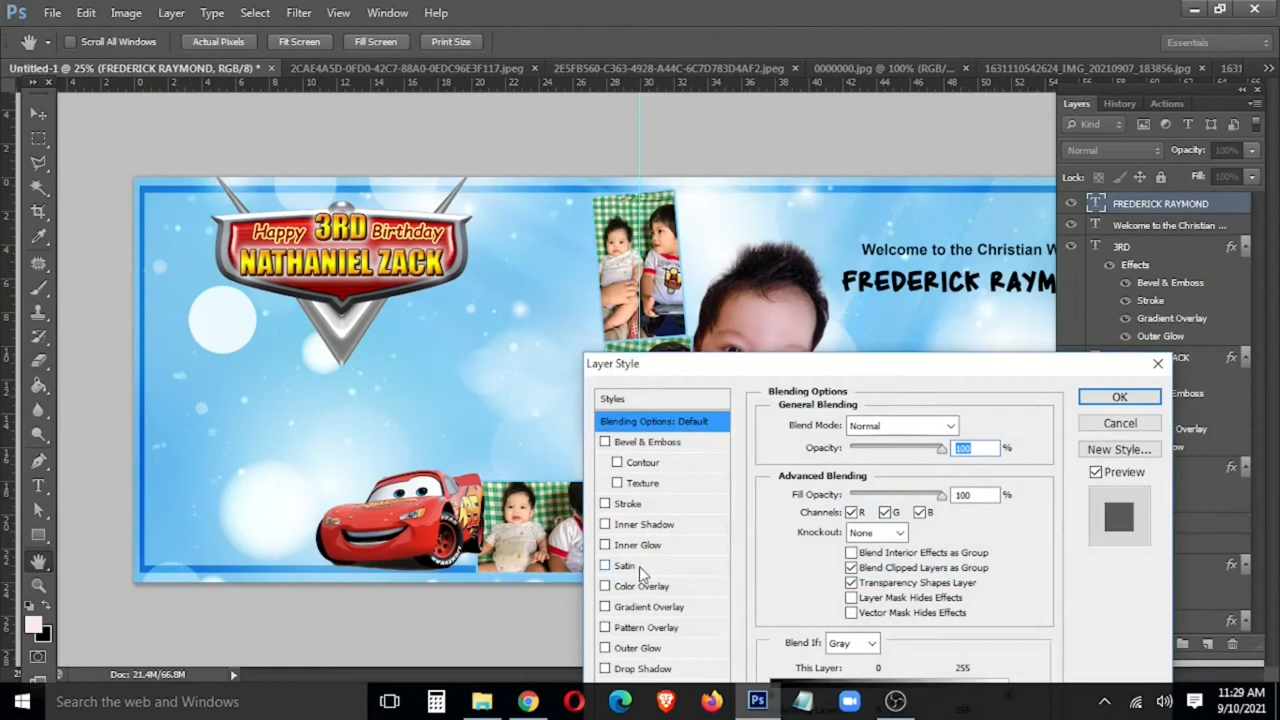 Ps File Edit Image Layer Type Select Filter View Window Help
Scroll All Windows Actual Pixels Fit Screen Fill Screen Print Size Essentials
Untitled-1 @ 25% (FREDERICK RAYMOND, RGB/8) * × 2CAE4A5D-0FD0-42C7-88A0-0EDC96E3F117.jpeg × 2E5FB560-C363-4928-A44C-6C7D783D4AF2.jpeg × 0000000.jpg @ 100% (RGB/... × 1631110542624_IMG_20210907_183856.jpg × 1631
Layers History Actions
Kind
Normal Opacity: 100%
Lock: Fill: 100%
FREDERICK RAYMOND
Welcome to the Christian ...
3RD fx
Effects
Bevel & Emboss
Stroke
Gradient Overlay
Outer Glow
Happy 3RD Birthday
NATHANIEL ZACK
Welcome to the Christian W
FREDERICK RAYM
Layer Style
Styles
Blending Options: Default
Bevel & Emboss
Contour
Texture
Stroke
Inner Shadow
Inner Glow
Satin
Color Overlay
Gradient Overlay
Pattern Overlay
Outer Glow
Drop Shadow
Blending Options
General Blending
Blend Mode: Normal
Opacity: 100 %
Advanced Blending
Fill Opacity: 100 %
Channels: R G B
Knockout: None
Blend Interior Effects as Group
Blend Clipped Layers as Group
Transparency Shapes Layer
Layer Mask Hides Effects
Vector Mask Hides Effects
Blend If: Gray
This Layer: 0 255
OK
Cancel
New Style...
Preview
Doc: 21.4M/66.8M
Search the web and Windows
11:29 AM
9/10/2021